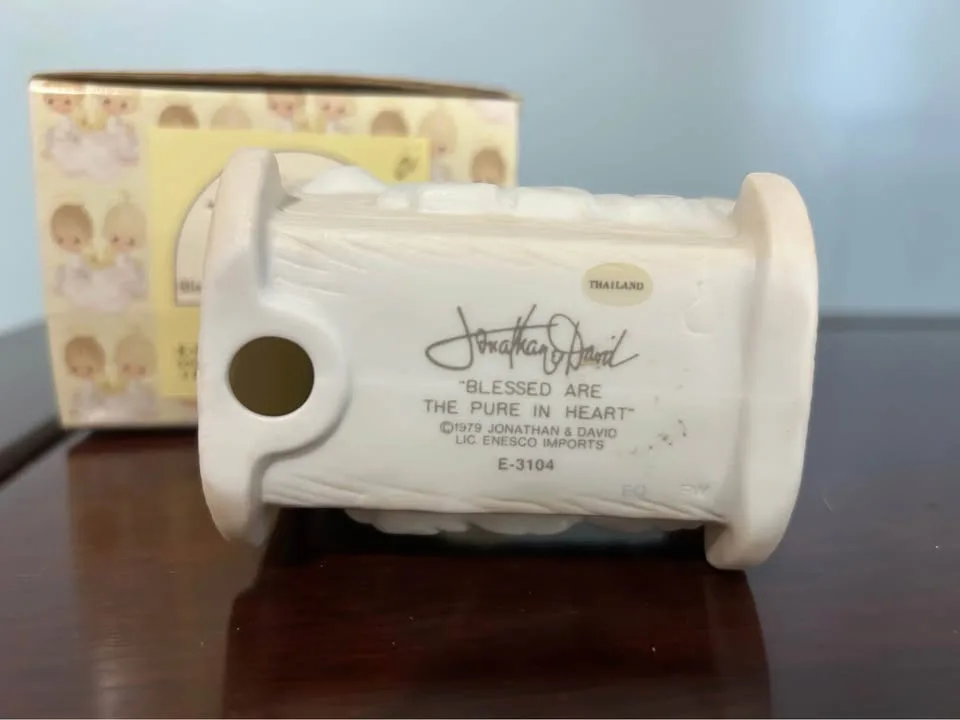 THAILAND
Jonathan & David
"BLESSED ARE
THE PURE IN HEART"
©1979 JONATHAN & DAVID
LIC. ENESCO IMPORTS
E-3104